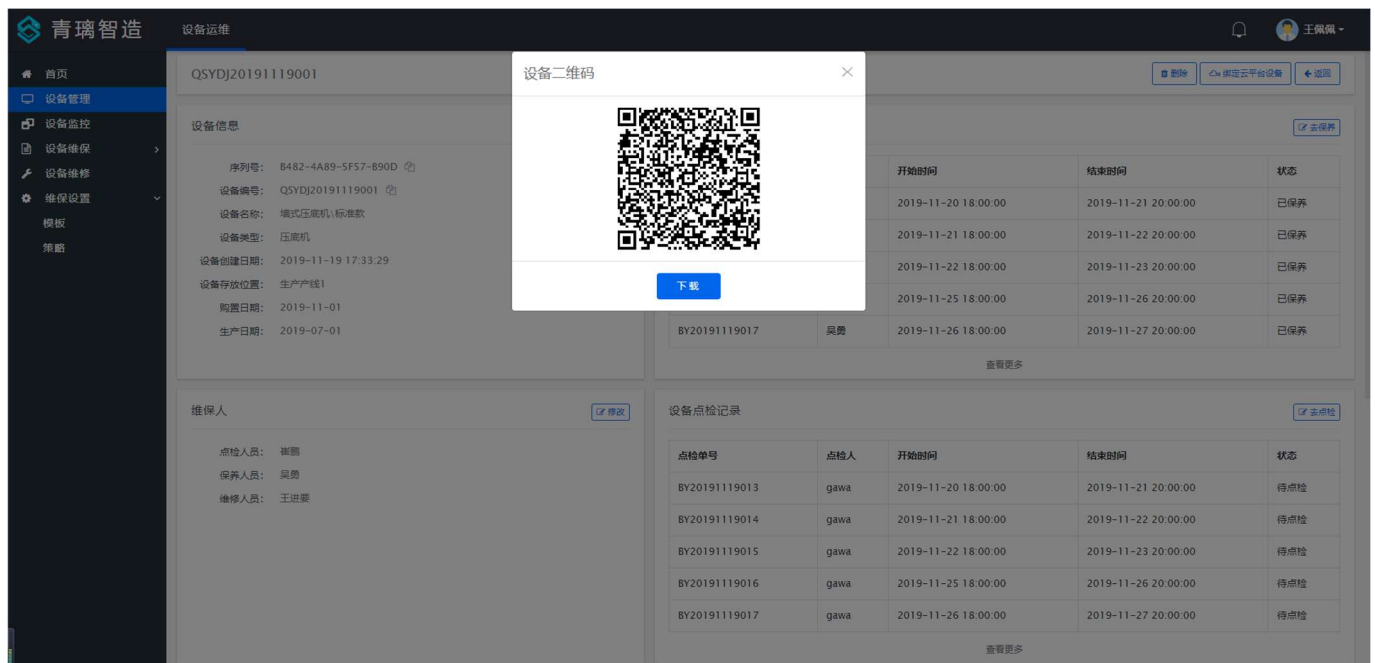 青璃智造
设备运维
王佩佩
首页
设备管理
设备监控
设备维保
设备维修
维保设置
模板
策略
QSYDJ20191119001
删除
绑定云平台设备
返回
设备二维码
下载
设备信息
序列号: B482-4A89-5F57-B90D
设备编号: QSYDJ20191119001
设备名称: 墙式压底机\标准款
设备类型: 压底机
设备创建日期: 2019-11-19 17:33:29
设备存放位置: 生产产线1
购置日期: 2019-11-01
生产日期: 2019-07-01
去保养
开始时间 结束时间 状态
2019-11-20 18:00:00 2019-11-21 20:00:00 已保养
2019-11-21 18:00:00 2019-11-22 20:00:00 已保养
2019-11-22 18:00:00 2019-11-23 20:00:00 已保养
2019-11-25 18:00:00 2019-11-26 20:00:00 已保养
BY20191119017 吴勇 2019-11-26 18:00:00 2019-11-27 20:00:00 已保养
查看更多
维保人
修改
点检人员: 崔鹏
保养人员: 吴勇
维修人员: 王进要
设备点检记录
去点检
点检单号 点检人 开始时间 结束时间 状态
BY20191119013 gawa 2019-11-20 18:00:00 2019-11-21 20:00:00 待点检
BY20191119014 gawa 2019-11-21 18:00:00 2019-11-22 20:00:00 待点检
BY20191119015 gawa 2019-11-22 18:00:00 2019-11-23 20:00:00 待点检
BY20191119016 gawa 2019-11-25 18:00:00 2019-11-26 20:00:00 待点检
BY20191119017 gawa 2019-11-26 18:00:00 2019-11-27 20:00:00 待点检
查看更多